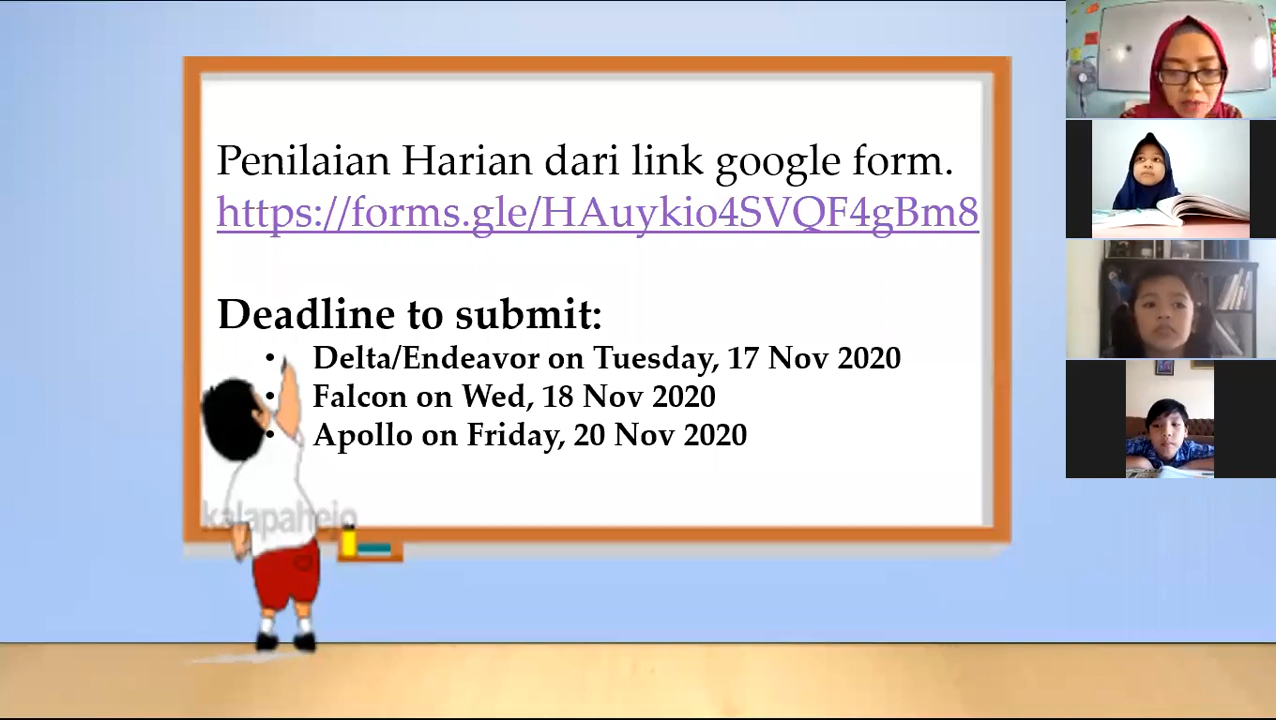 Penilaian Harian dari link google form.
https://forms.gle/HAuykio4SVQF4gBm8
Deadline to submit:
• Delta/Endeavor on Tuesday, 17 Nov 2020
• Falcon on Wed, 18 Nov 2020
• Apollo on Friday, 20 Nov 2020
kalapahejo